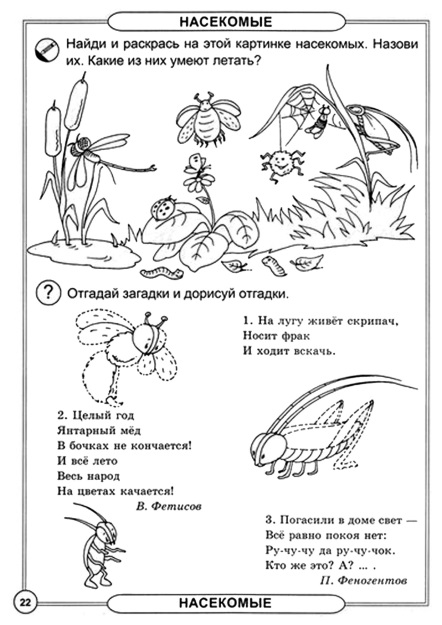 НАСЕКОМЫЕ
Найди и раскрась на этой картинке насекомых. Назови
их. Какие из них умеют летать?
? Отгадай загадки и дорисуй отгадки.
1. На лугу живёт скрипач,
Носит фрак
И ходит вскачь.
2. Целый год
Янтарный мёд
В бочках не кончается!
И всё лето
Весь народ
На цветах качается!
В. Фетисов
3. Погасили в доме свет —
Всё равно покоя нет:
Ру-чу-чу да ру-чу-чок.
Кто же это? А? ... .
П. Феногентов
22
НАСЕКОМЫЕ